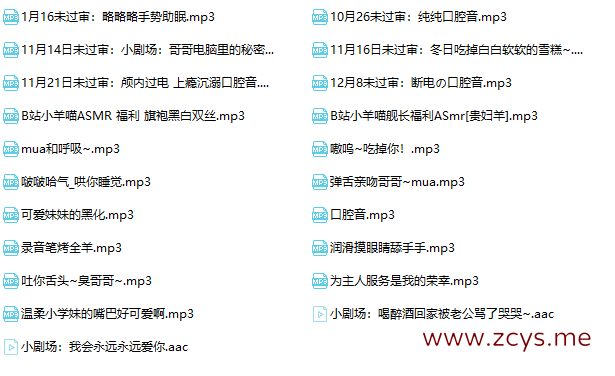 1月16未过审：略略略手势助眠.mp3
10月26未过审：纯纯口腔音.mp3
11月14日未过审：小剧场：哥哥电脑里的秘密...
11月16日未过审：冬日吃掉白白软软的雪糕~....
11月21日未过审：颅内过电 上瘾沉溺口腔音....
12月8未过审：断电の口腔音.mp3
B站小羊喵ASMR 福利 旗袍黑白双丝.mp3
B站小羊喵舰长福利ASmr[贵妇羊].mp3
mua和呼吸~.mp3
嗷呜~吃掉你！.mp3
啵啵哈气_哄你睡觉.mp3
弹舌亲吻哥哥~mua.mp3
可爱妹妹的黑化.mp3
口腔音.mp3
录音笔烤全羊.mp3
润滑摸眼睛舔手手.mp3
吐你舌头~臭哥哥~.mp3
为主人服务是我的荣幸.mp3
温柔小学妹的嘴巴好可爱啊.mp3
小剧场：喝醉酒回家被老公骂了哭哭~.aac
小剧场：我会永远永远爱你.aac
www.zcys.me